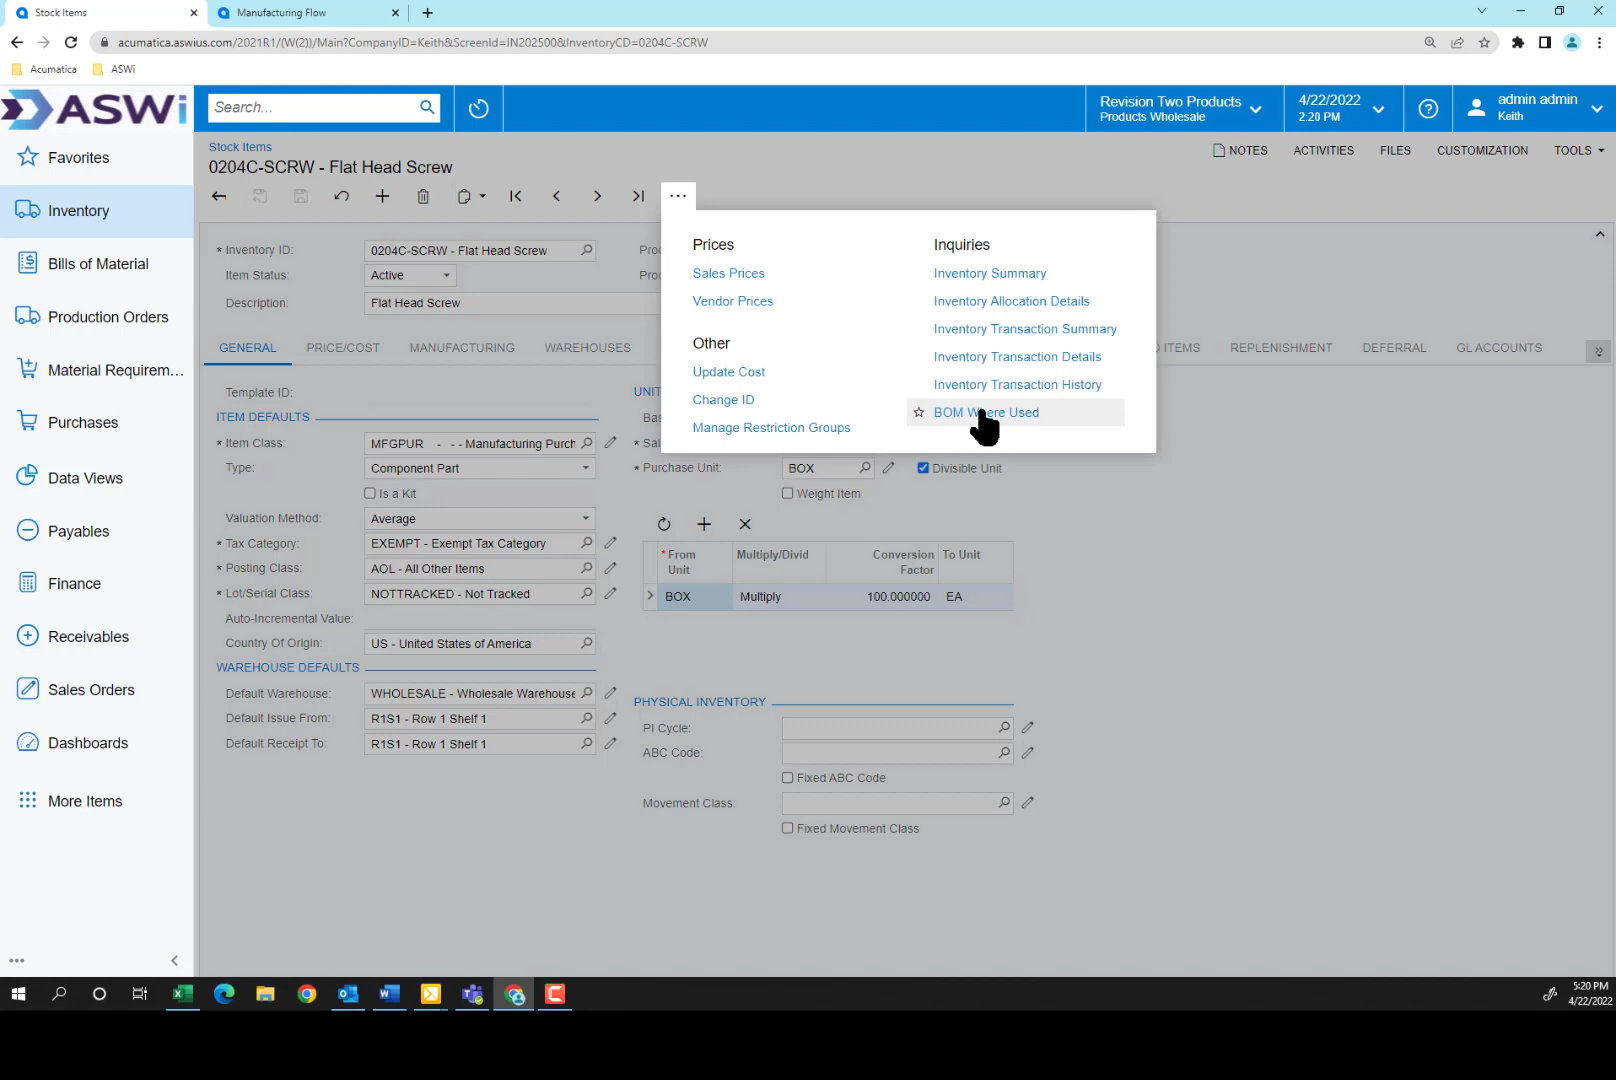 Stock Items
Manufacturing Flow
acumatica.aswius.com/2021R1/(W(2))/Main?CompanyID=Keith&ScreenId=IN202500&InventoryCD=0204C-SCRW
Acumatica
ASWi
ASWi
Search...
Revision Two Products
Products Wholesale
4/22/2022
2:20 PM
admin admin
Keith
Favorites
Inventory
Bills of Material
Production Orders
Material Requirem...
Purchases
Data Views
Payables
Finance
Receivables
Sales Orders
Dashboards
More Items
Stock Items
0204C-SCRW - Flat Head Screw
NOTES
ACTIVITIES
FILES
CUSTOMIZATION
TOOLS
* Inventory ID:
0204C-SCRW - Flat Head Screw
Item Status:
Active
Description:
Flat Head Screw
Prices
Sales Prices
Vendor Prices
Other
Update Cost
Change ID
Manage Restriction Groups
Inquiries
Inventory Summary
Inventory Allocation Details
Inventory Transaction Summary
Inventory Transaction Details
Inventory Transaction History
BOM Where Used
GENERAL
PRICE/COST
MANUFACTURING
WAREHOUSES
ITEMS
REPLENISHMENT
DEFERRAL
GL ACCOUNTS
Template ID:
ITEM DEFAULTS
* Item Class:
MFGPUR - - - Manufacturing Purch
Type:
Component Part
Is a Kit
Valuation Method:
Average
* Tax Category:
EXEMPT - Exempt Tax Category
* Posting Class:
AOL - All Other Items
* Lot/Serial Class:
NOTTRACKED - Not Tracked
Auto-Incremental Value:
Country Of Origin:
US - United States of America
WAREHOUSE DEFAULTS
Default Warehouse:
WHOLESALE - Wholesale Warehouse
Default Issue From:
R1S1 - Row 1 Shelf 1
Default Receipt To:
R1S1 - Row 1 Shelf 1
* Purchase Unit:
BOX
Divisible Unit
Weight Item
* From Unit
Multiply/Divid
Conversion Factor
To Unit
BOX
Multiply
100.000000
EA
PHYSICAL INVENTORY
PI Cycle:
ABC Code:
Fixed ABC Code
Movement Class:
Fixed Movement Class
5:20 PM
4/22/2022